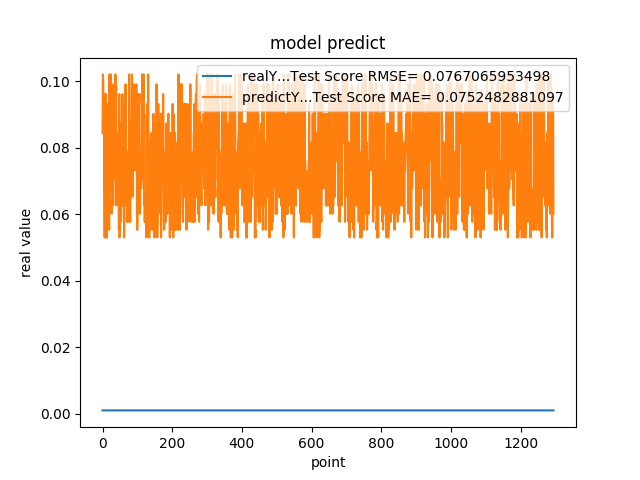 model predict
realY...Test Score RMSE= 0.0767065953498
predictY...Test Score MAE= 0.0752482881097
0.10
0.08
0.06
0.04
0.02
0.00
real value
0 200 400 600 800 1000 1200
point